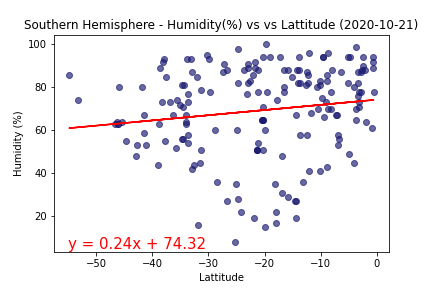 Southern Hemisphere - Humidity(%) vs vs Lattitude (2020-10-21)
100
80
60
40
20
Humidity (%)
y = 0.24x + 74.32
−50 −40 −30 −20 −10 0
Lattitude